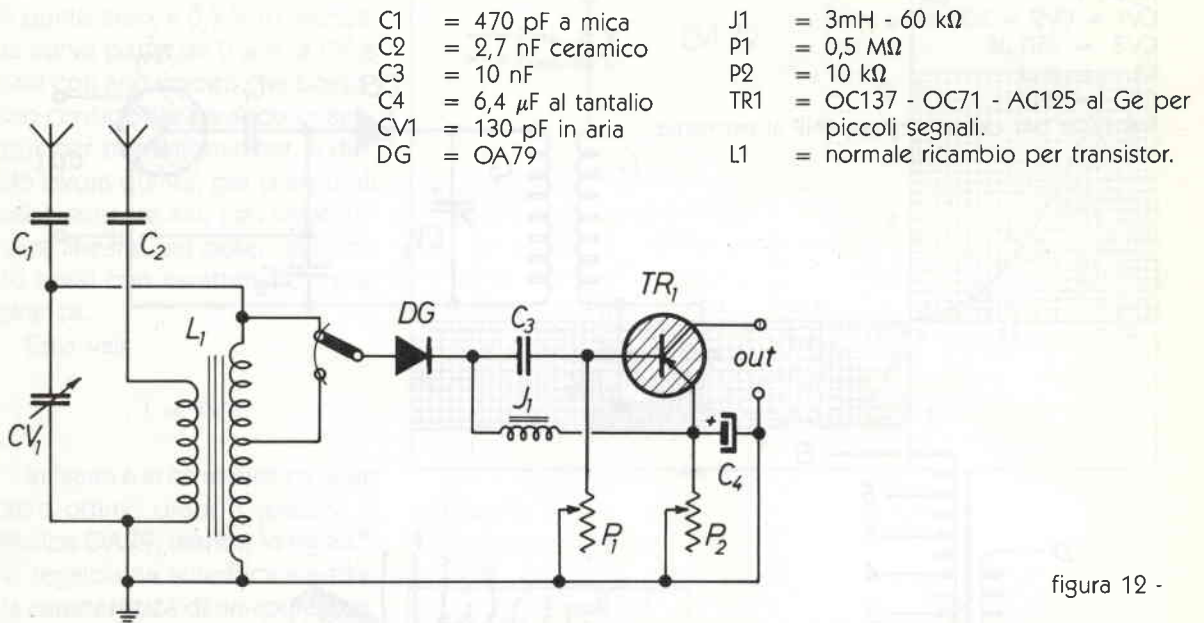 C1 = 470 pF a mica
C2 = 2,7 nF ceramico
C3 = 10 nF
C4 = 6,4 µF al tantalio
CV1 = 130 pF in aria
DG = OA79
J1 = 3mH - 60 kΩ
P1 = 0,5 MΩ
P2 = 10 kΩ
TR1 = OC137 - OC71 - AC125 al Ge per
piccoli segnali.
L1 = normale ricambio per transistor.
C₁
C₂
L₁
CV₁
DG
C₃
J₁
TR₁
out
+
C₄
P₁
P₂
figura 12 -